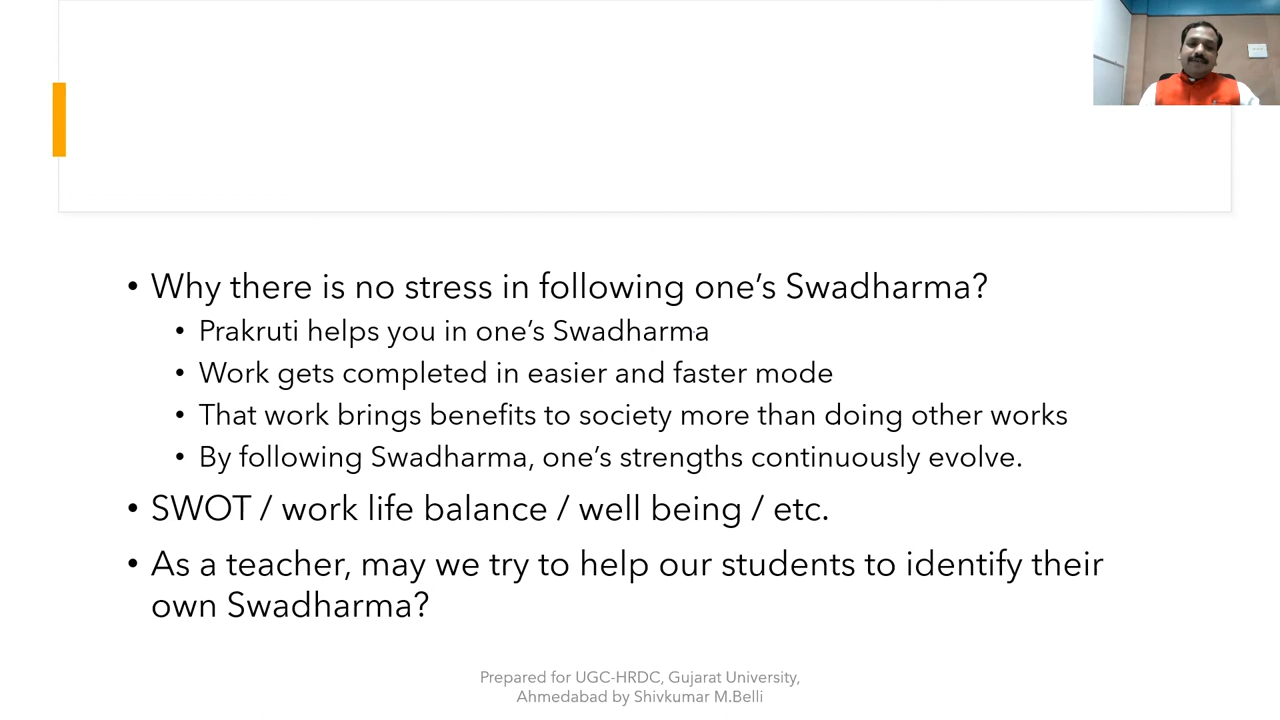 • Why there is no stress in following one’s Swadharma?
• Prakruti helps you in one’s Swadharma
• Work gets completed in easier and faster mode
• That work brings benefits to society more than doing other works
• By following Swadharma, one’s strengths continuously evolve.
• SWOT / work life balance / well being / etc.
• As a teacher, may we try to help our students to identify their
own Swadharma?
Prepared for UGC-HRDC, Gujarat University,
Ahmedabad by Shivkumar M.Belli